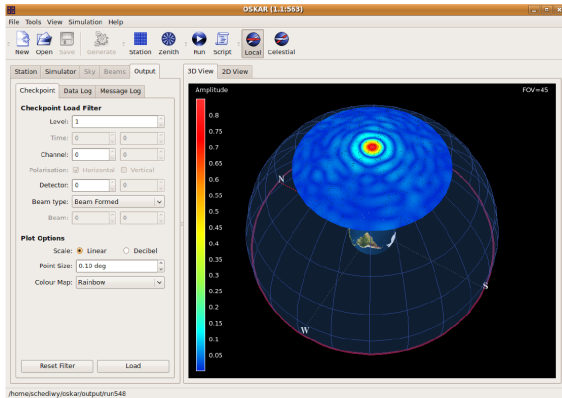 OSKAR (1.1:563)
File Tools View Simulation Help
New Open Save Generate Station Zenith Run Script Local Celestial
Station Simulator Sky Beams Output
3D View 2D View
Checkpoint Data Log Message Log
Checkpoint Load Filter
Level: 1
Time: 0 0
Channel: 0 0
Polarisation: Horizontal Vertical
Detector: 0 0
Beam type: Beam Formed
Beam: 0 0
Plot Options
Scale: Linear Decibel
Point Size: 0.10 deg
Colour Map: Rainbow
Reset Filter Load
Amplitude
FOV=45
0.8
0.75
0.7
0.65
0.6
0.55
0.5
0.45
0.4
0.35
0.3
0.25
0.2
0.15
0.1
0.05
N
S
W
/home/schediwy/oskar/output/run548